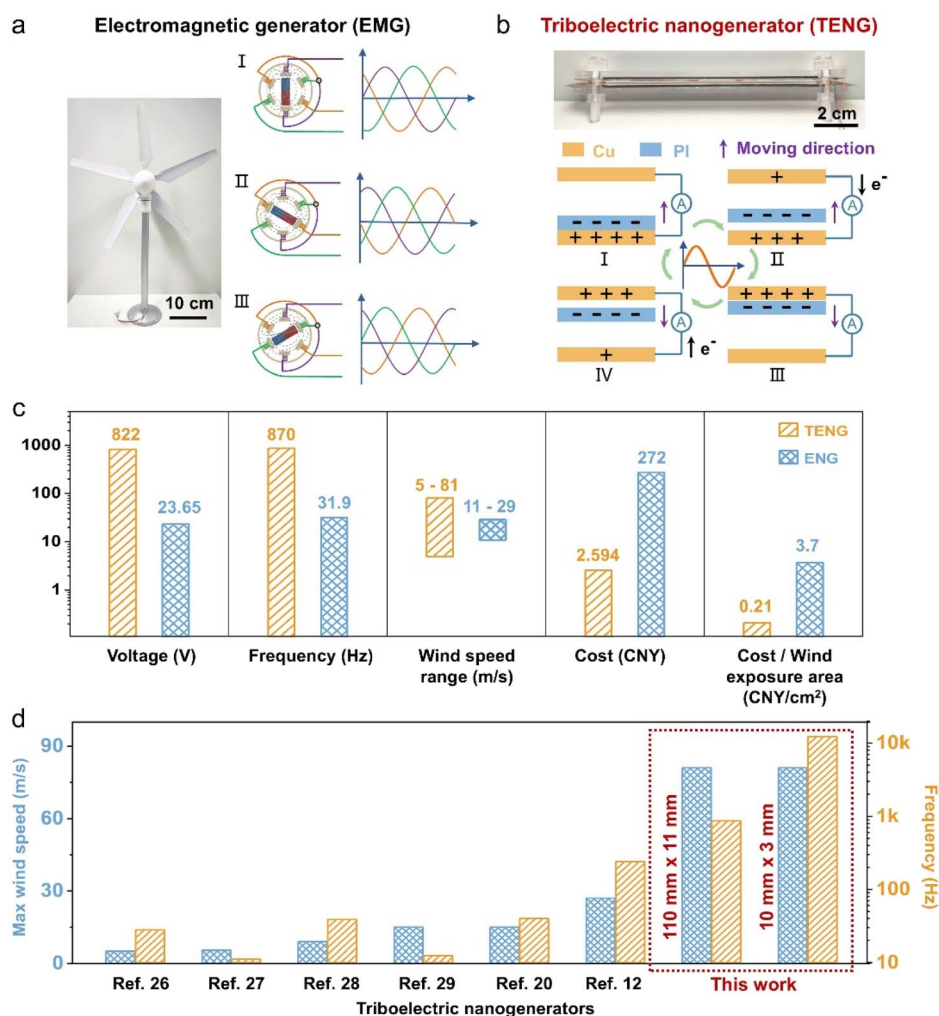 a
Electromagnetic generator (EMG)
I
II
III
10 cm
b
Triboelectric nanogenerator (TENG)
2 cm
Cu
PI
Moving direction
- - - -
+ + + +
A
I
+
e-
- - - -
+ + +
A
II
+ + +
- - - -
+
A
e-
IV
+ + + +
- - - -
A
III
c
1000
100
10
1
822
23.65
870
31.9
5 - 81
11 - 29
2.594
272
0.21
3.7
TENG
ENG
Voltage (V)
Frequency (Hz)
Wind speed
range (m/s)
Cost (CNY)
Cost / Wind
exposure area
(CNY/cm²)
d
Max wind speed (m/s)
90
60
30
0
110 mm x 11 mm
10 mm x 3 mm
10k
1k
100
10
Frequency (Hz)
Ref. 26
Ref. 27
Ref. 28
Ref. 29
Ref. 20
Ref. 12
This work
Triboelectric nanogenerators